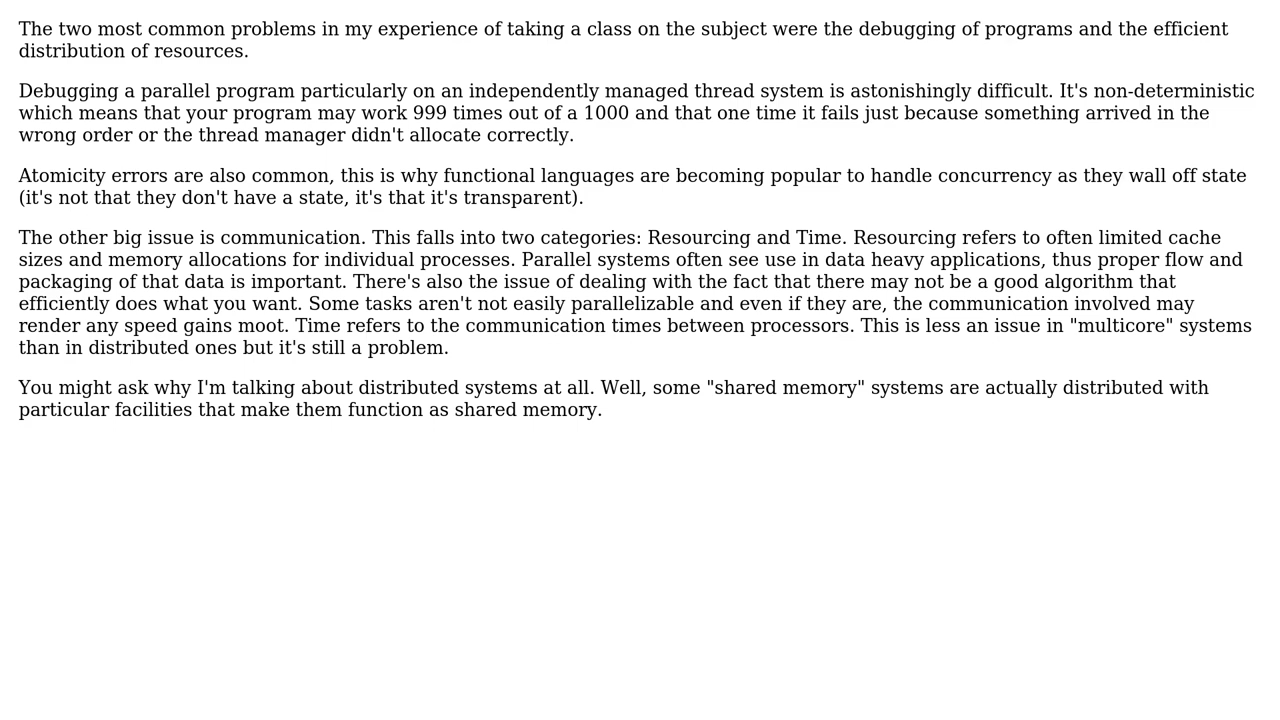 The two most common problems in my experience of taking a class on the subject were the debugging of programs and the efficient
distribution of resources.
Debugging a parallel program particularly on an independently managed thread system is astonishingly difficult. It's non-deterministic
which means that your program may work 999 times out of a 1000 and that one time it fails just because something arrived in the
wrong order or the thread manager didn't allocate correctly.
Atomicity errors are also common, this is why functional languages are becoming popular to handle concurrency as they wall off state
(it's not that they don't have a state, it's that it's transparent).
The other big issue is communication. This falls into two categories: Resourcing and Time. Resourcing refers to often limited cache
sizes and memory allocations for individual processes. Parallel systems often see use in data heavy applications, thus proper flow and
packaging of that data is important. There's also the issue of dealing with the fact that there may not be a good algorithm that
efficiently does what you want. Some tasks aren't not easily parallelizable and even if they are, the communication involved may
render any speed gains moot. Time refers to the communication times between processors. This is less an issue in "multicore" systems
than in distributed ones but it's still a problem.
You might ask why I'm talking about distributed systems at all. Well, some "shared memory" systems are actually distributed with
particular facilities that make them function as shared memory.